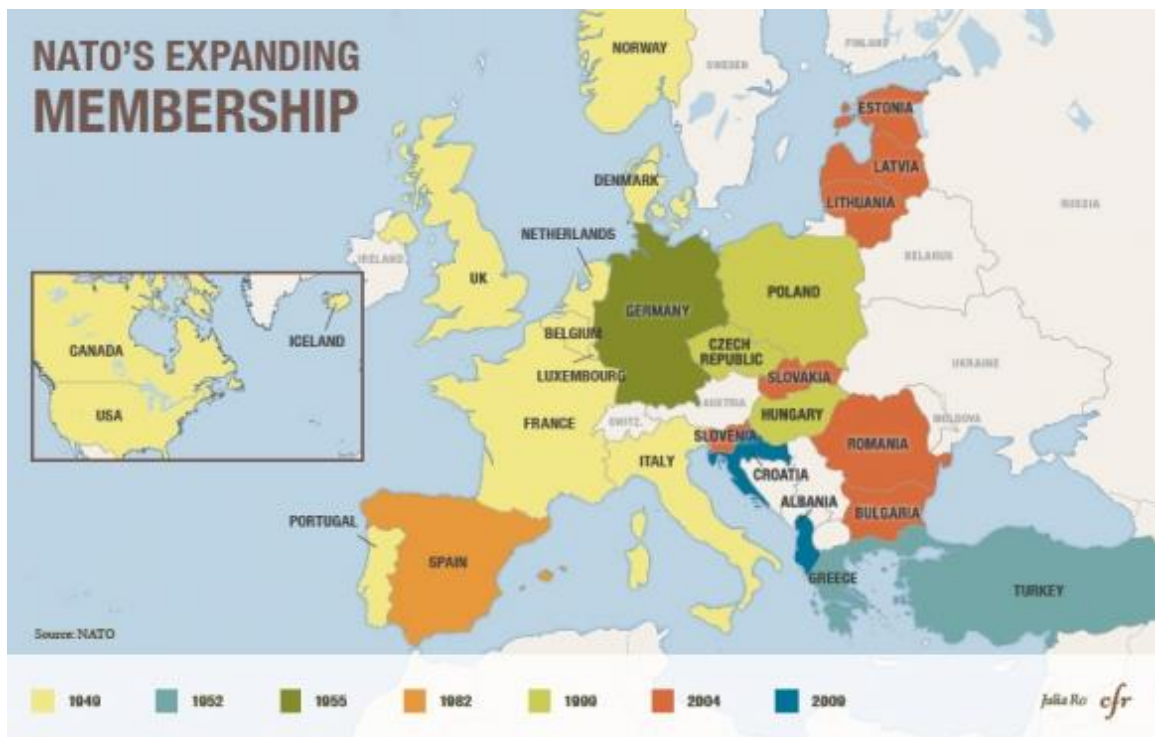 NATO'S EXPANDING
MEMBERSHIP
NORWAY
SWEDEN
FINLAND
ESTONIA
LATVIA
LITHUANIA
RUSSIA
DENMARK
NETHERLANDS
IRELAND
UK
BELARUS
POLAND
GERMANY
BELGIUM
CZECH
REPUBLIC
LUXEMBOURG
SLOVAKIA
UKRAINE
CANADA
ICELAND
USA
AUSTRIA
HUNGARY
MOLDOVA
FRANCE
SWITZ.
SLOVENIA
ROMANIA
ITALY
CROATIA
ALBANIA
BULGARIA
PORTUGAL
SPAIN
GREECE
TURKEY
Source: NATO
1949
1952
1955
1982
1999
2004
2009
Julia Ro cfr